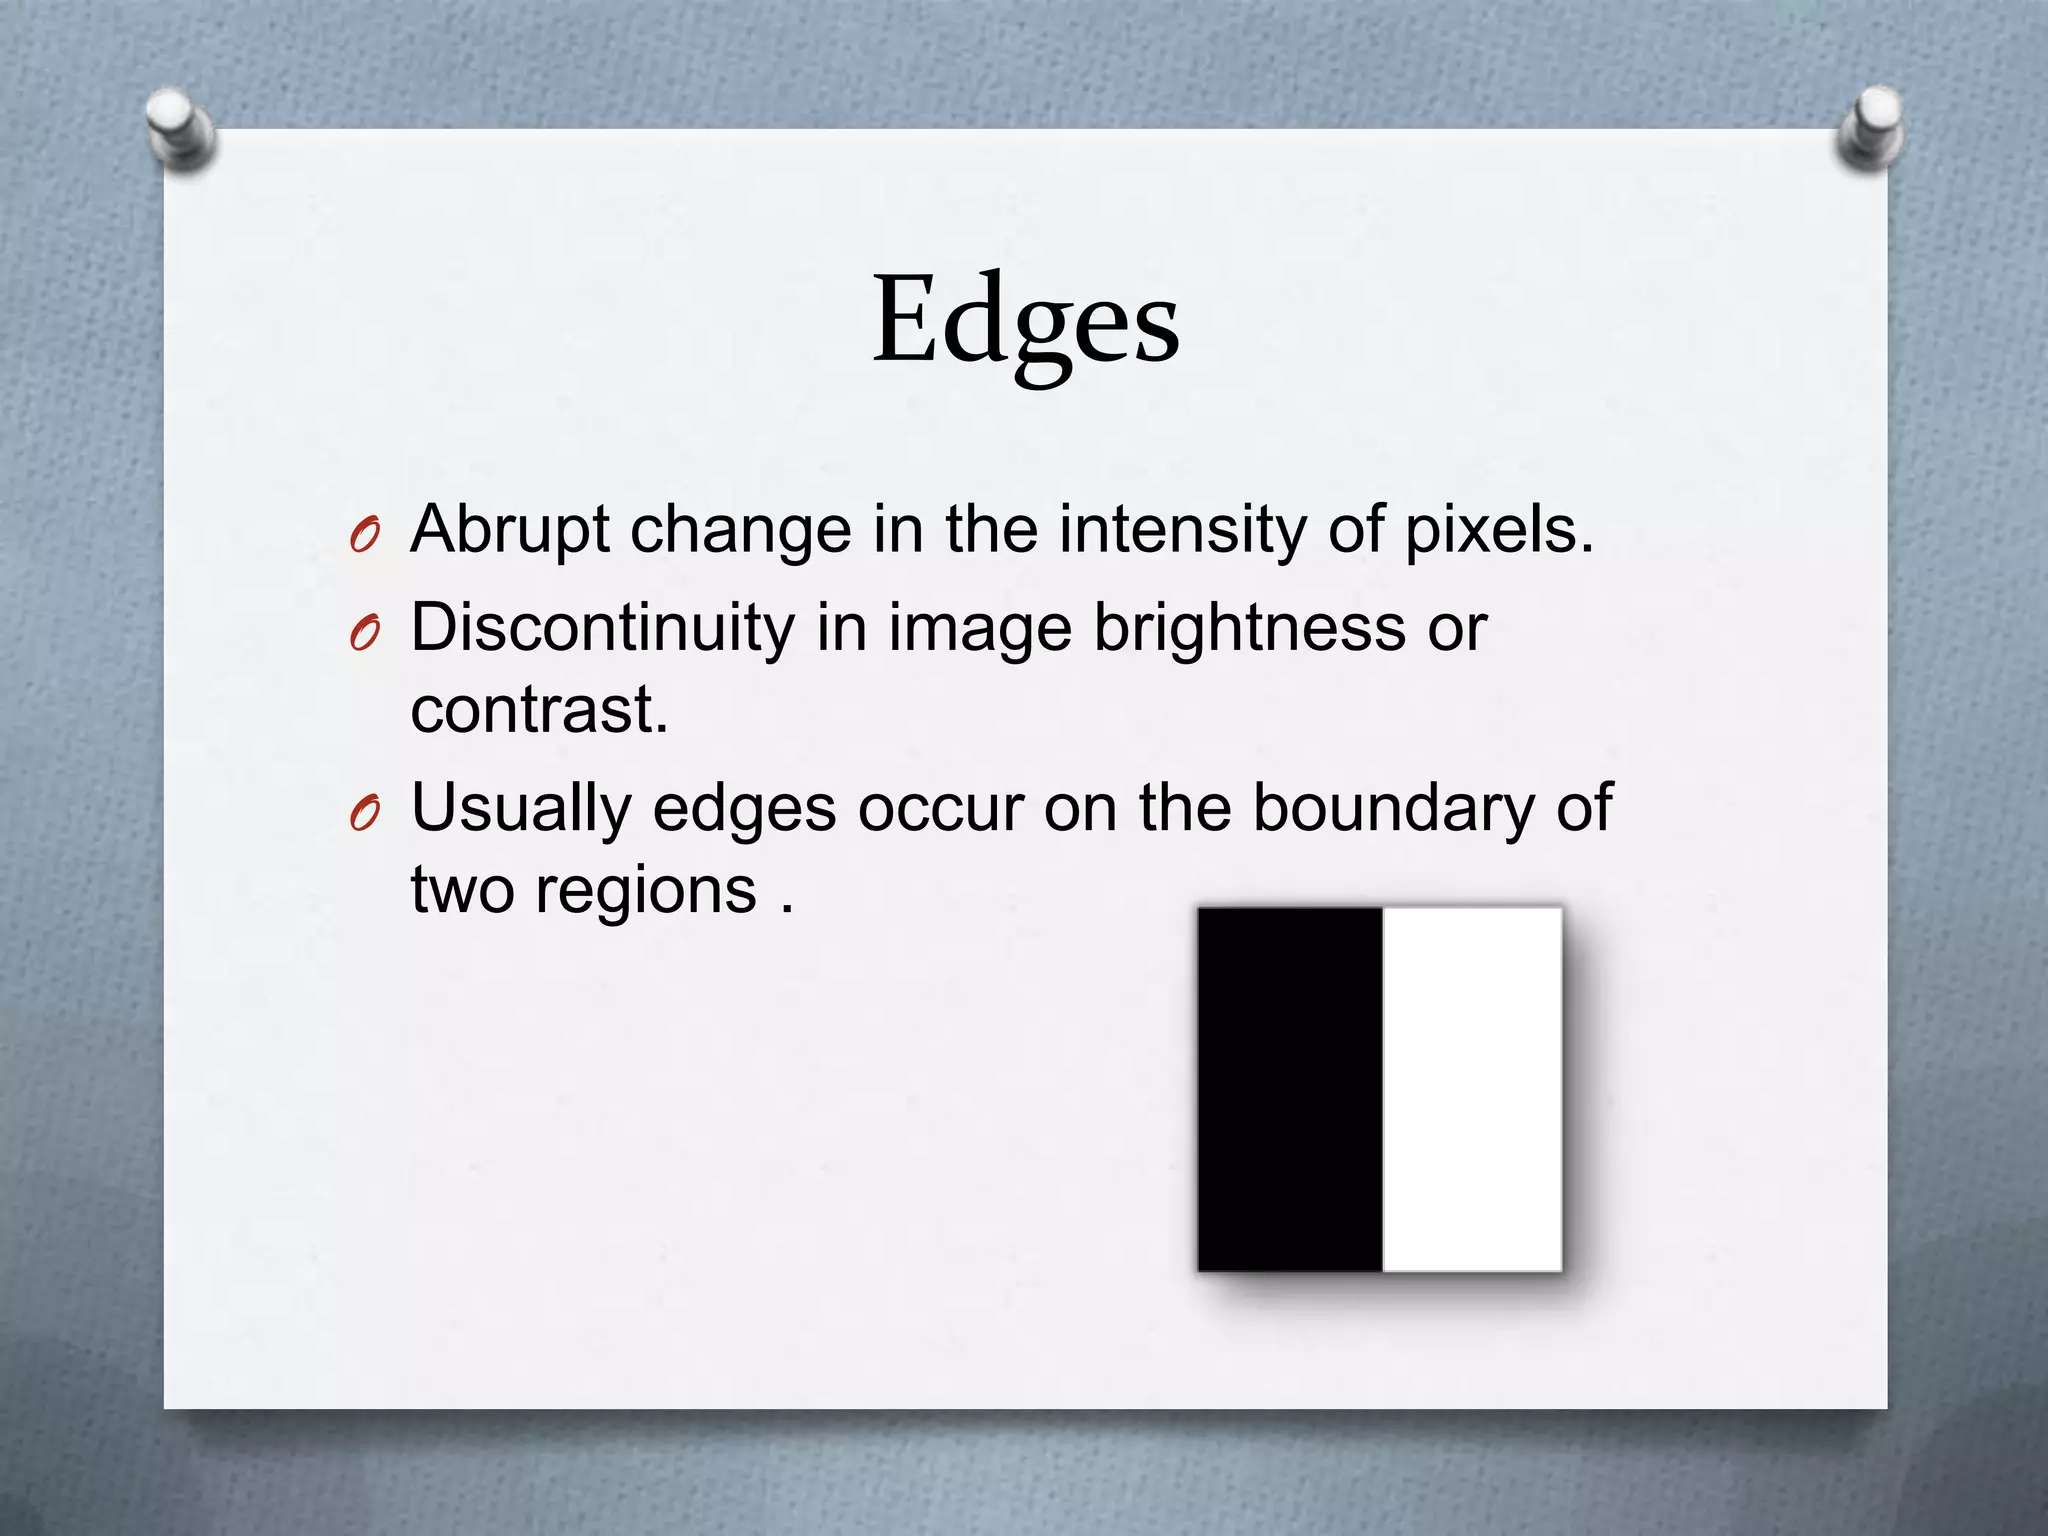 Edges
Abrupt change in the intensity of pixels.
Discontinuity in image brightness or
contrast.
Usually edges occur on the boundary of
two regions .